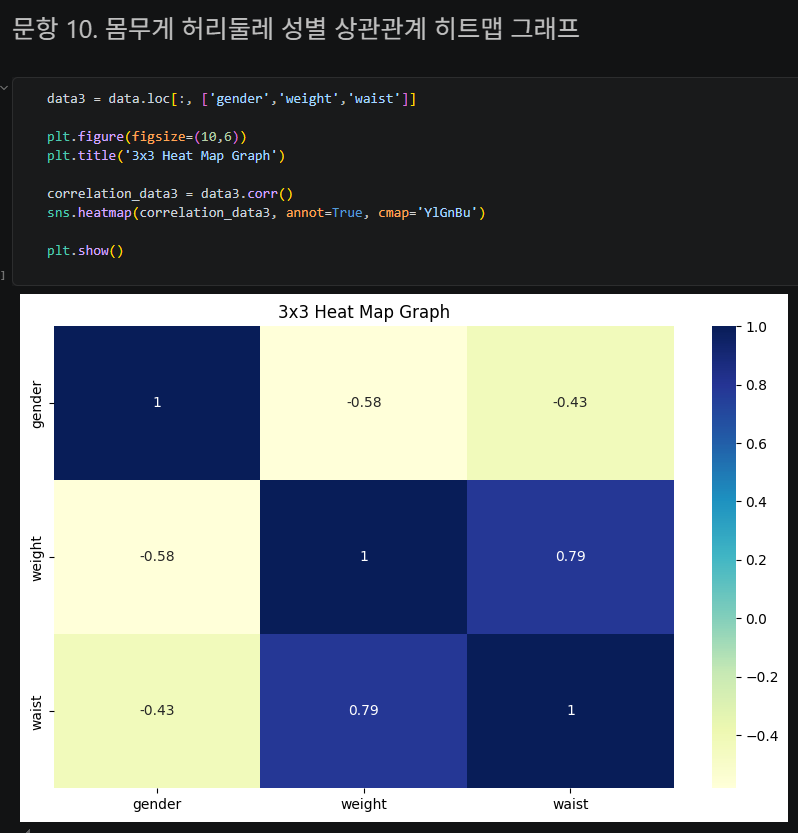 문항 10. 몸무게 허리둘레 성별 상관관계 히트맵 그래프
data3 = data.loc[:, ['gender','weight','waist']]
plt.figure(figsize=(10,6))
plt.title('3x3 Heat Map Graph')
correlation_data3 = data3.corr()
sns.heatmap(correlation_data3, annot=True, cmap='YlGnBu')
plt.show()
]
3x3 Heat Map Graph
gender
1
-0.58
-0.43
weight
-0.58
1
0.79
waist
-0.43
0.79
1
gender
weight
waist
1.0
0.8
0.6
0.4
0.2
0.0
−0.2
−0.4